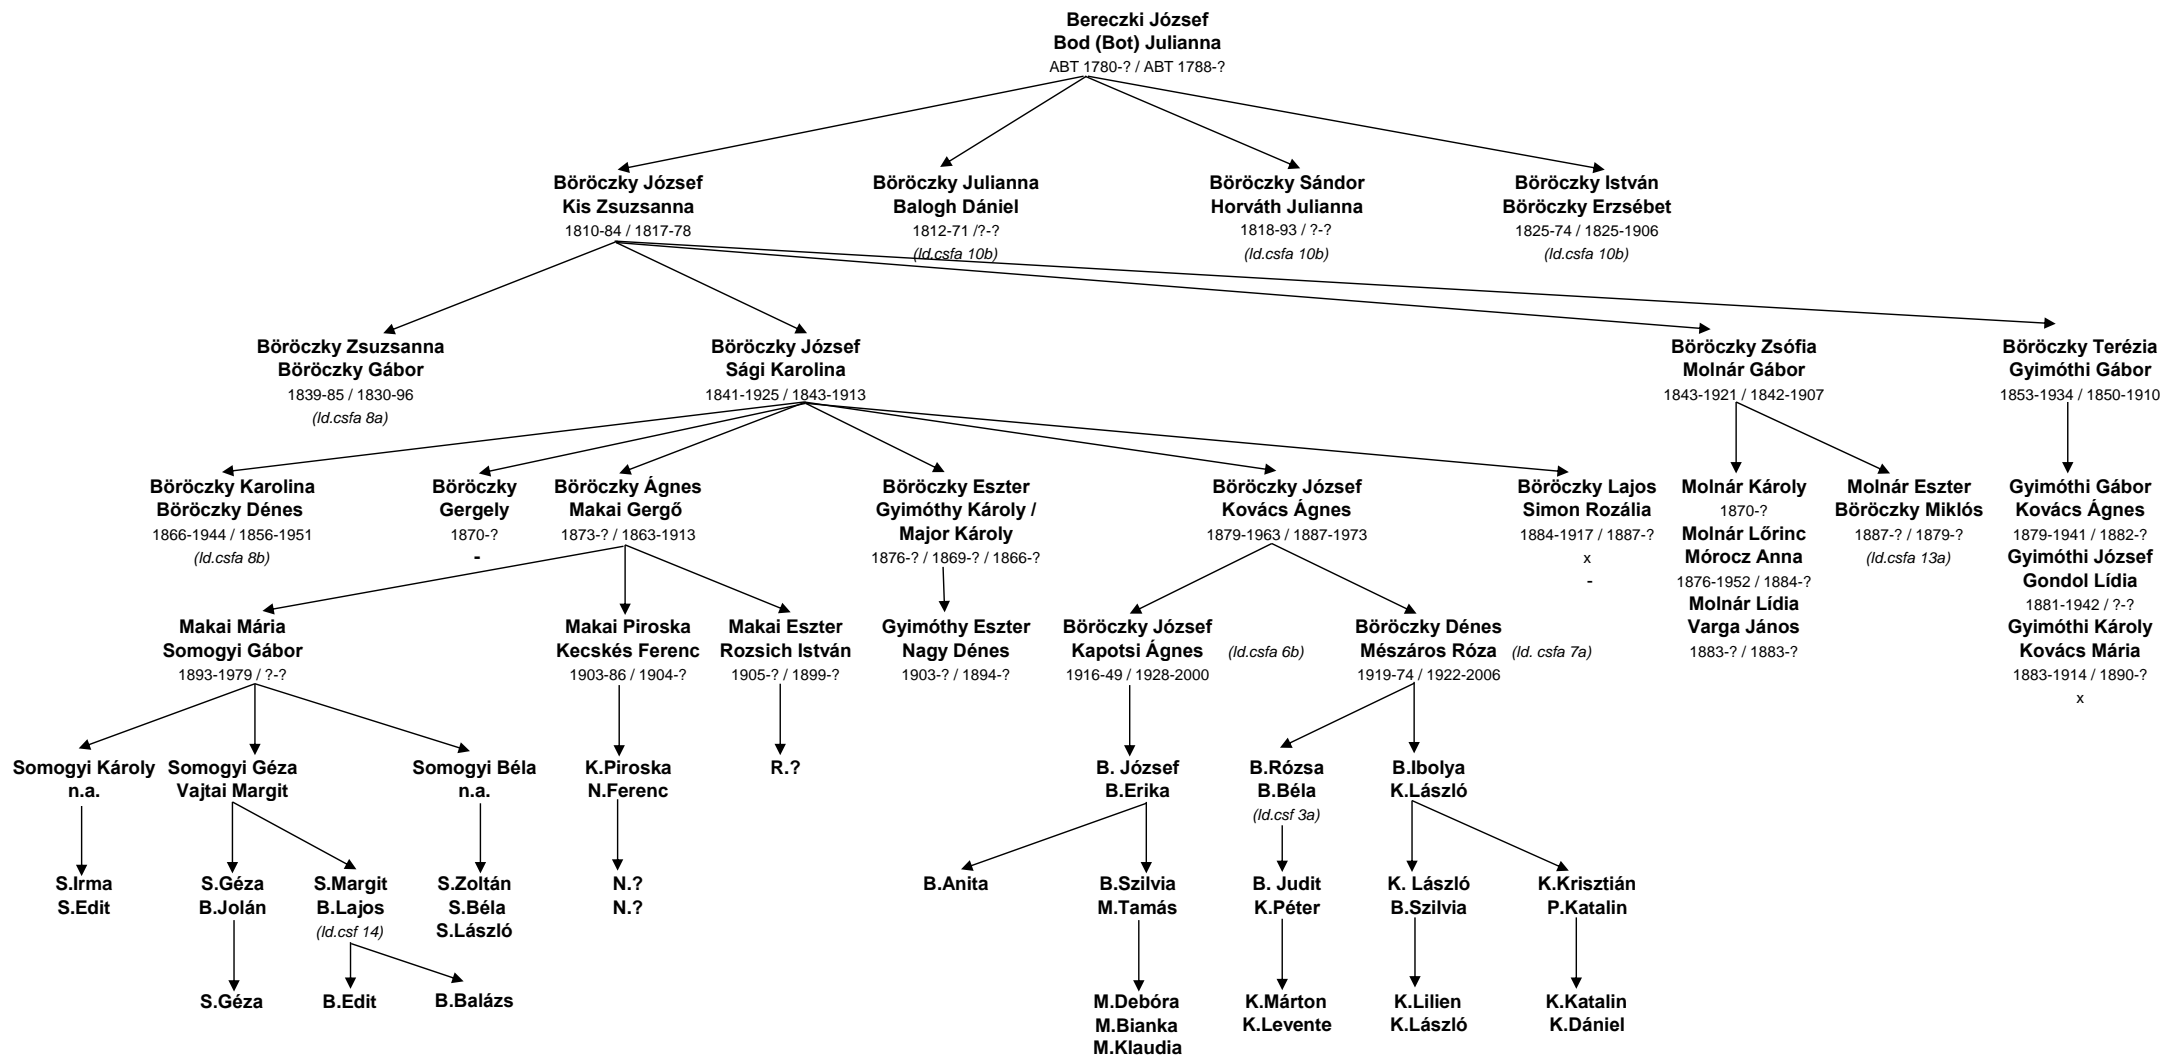 Bereczki József
Bod (Bot) Julianna
ABT 1780-? / ABT 1788-?
Böröczky József
Kis Zsuzsanna
1810-84 / 1817-78
Böröczky Julianna
Balogh Dániel
1812-71 /?-?
(ld.csfa 10b)
Böröczky Sándor
Horváth Julianna
1818-93 / ?-?
(ld.csfa 10b)
Böröczky István
Böröczky Erzsébet
1825-74 / 1825-1906
(ld.csfa 10b)
Böröczky Zsuzsanna
Böröczky Gábor
1839-85 / 1830-96
(ld.csfa 8a)
Böröczky József
Sági Karolina
1841-1925 / 1843-1913
Böröczky Zsófia
Molnár Gábor
1843-1921 / 1842-1907
Böröczky Terézia
Gyimóthi Gábor
1853-1934 / 1850-1910
Böröczky Karolina
Böröczky Dénes
1866-1944 / 1856-1951
(ld.csfa 8b)
Böröczky
Gergely
1870-?
-
Böröczky Ágnes
Makai Gergő
1873-? / 1863-1913
Böröczky Eszter
Gyimóthy Károly /
Major Károly
1876-? / 1869-? / 1866-?
Böröczky József
Kovács Ágnes
1879-1963 / 1887-1973
Böröczky Lajos
Simon Rozália
1884-1917 / 1887-?
x
-
Molnár Károly
1870-?
Molnár Lőrinc
Mórocz Anna
1876-1952 / 1884-?
Molnár Lídia
Varga János
1883-? / 1883-?
Molnár Eszter
Böröczky Miklós
1887-? / 1879-?
(ld.csfa 13a)
Gyimóthi Gábor
Kovács Ágnes
1879-1941 / 1882-?
Gyimóthi József
Gondol Lídia
1881-1942 / ?-?
Gyimóthi Károly
Kovács Mária
1883-1914 / 1890-?
x
Makai Mária
Somogyi Gábor
1893-1979 / ?-?
Makai Piroska
Kecskés Ferenc
1903-86 / 1904-?
Makai Eszter
Rozsich István
1905-? / 1899-?
Gyimóthy Eszter
Nagy Dénes
1903-? / 1894-?
Böröczky József
Kapotsi Ágnes
1916-49 / 1928-2000
(ld.csfa 6b)
Böröczky Dénes
Mészáros Róza
1919-74 / 1922-2006
(ld. csfa 7a)
Somogyi Károly
n.a.
Somogyi Géza
Vajtai Margit
Somogyi Béla
n.a.
K.Piroska
N.Ferenc
R.?
B. József
B.Erika
B.Rózsa
B.Béla
(ld.csf 3a)
B.Ibolya
K.László
S.Irma
S.Edit
S.Géza
B.Jolán
S.Margit
B.Lajos
(ld.csf 14)
S.Zoltán
S.Béla
S.László
N.?
N.?
B.Anita
B.Szilvia
M.Tamás
B. Judit
K.Péter
K. László
B.Szilvia
K.Krisztián
P.Katalin
S.Géza
B.Edit
B.Balázs
M.Debóra
M.Bianka
M.Klaudia
K.Márton
K.Levente
K.Lilien
K.László
K.Katalin
K.Dániel